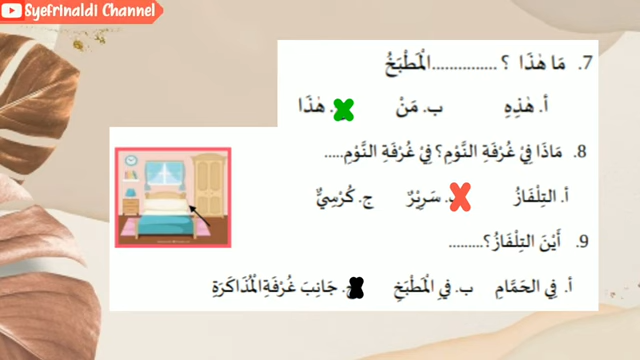 Syefrinaldi Channel
7. مَا هٰذَا ؟ ...............الْمَطْبَخُ
أ. هٰذِهِ ب. مَنْ . هٰذَا
8. مَاذَا فِيْ غُرْفَةِ النَّوْمِ؟ فِيْ غُرْفَةِ النَّوْمِ.....
أ. التِلْفَازُ . سَرِيْرٌ ج. كُرْسِيٌّ
9. أَيْنَ التِلْفَازُ؟.........
أ. فِي الحَمَّامِ ب. فيِ الْمَطْبَخِ ج. جَانِبَ غُرْفَةِ الْمُذَاكَرَةِ